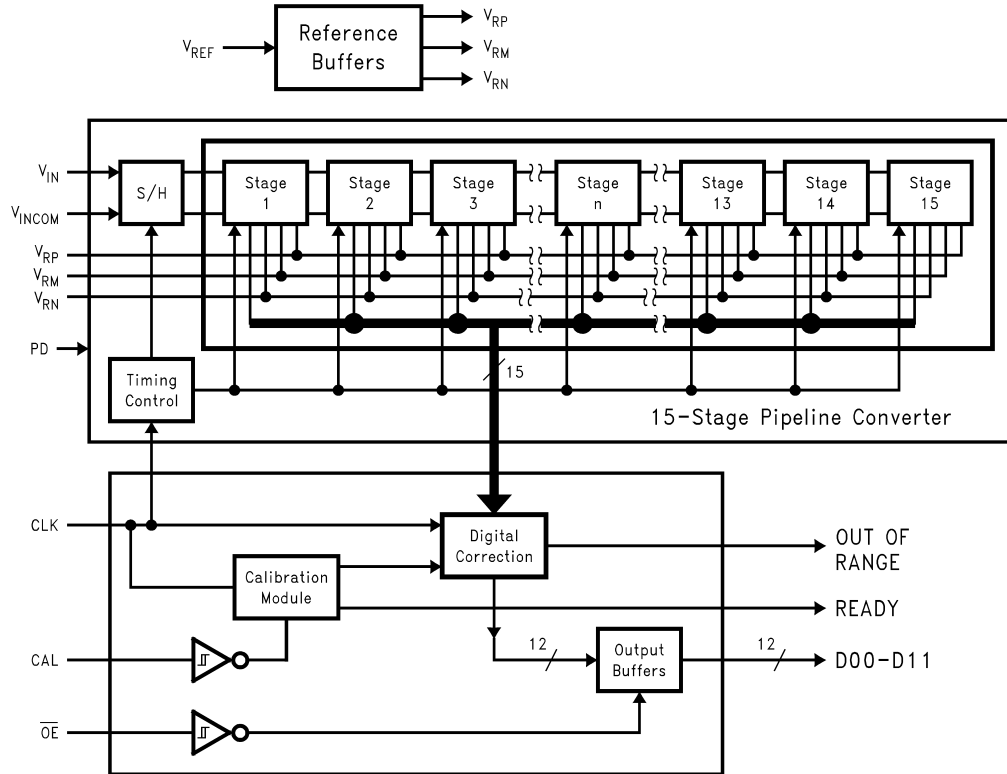 V_REF
Reference
Buffers
V_RP
V_RM
V_RN
V_IN
V_INCOM
V_RP
V_RM
V_RN
PD
S/H
Stage
1
Stage
2
Stage
3
Stage
n
Stage
13
Stage
14
Stage
15
15
Timing
Control
15-Stage Pipeline Converter
CLK
CAL
O̅E̅
Digital
Correction
Calibration
Module
12
Output
Buffers
12
OUT OF
RANGE
READY
D00-D11